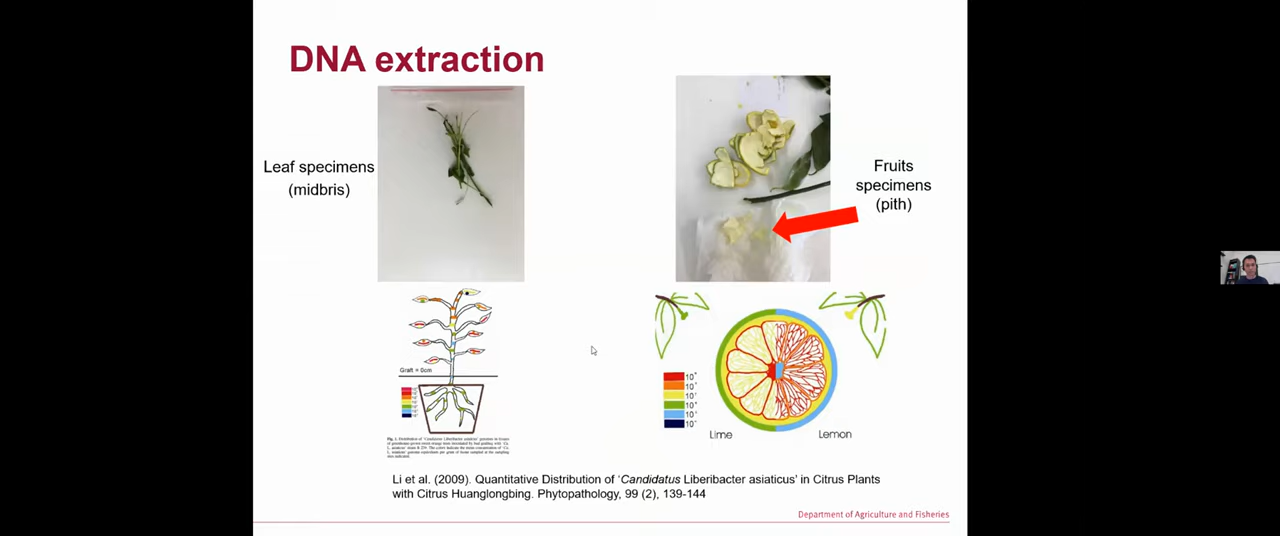 DNA extraction
Leaf specimens
(midbris)
Fruits
specimens
(pith)
Graft = 0cm
Lime
Lemon
Li et al. (2009). Quantitative Distribution of ‘Candidatus Liberibacter asiaticus’ in Citrus Plants
with Citrus Huanglongbing. Phytopathology, 99 (2), 139-144
Department of Agriculture and Fisheries